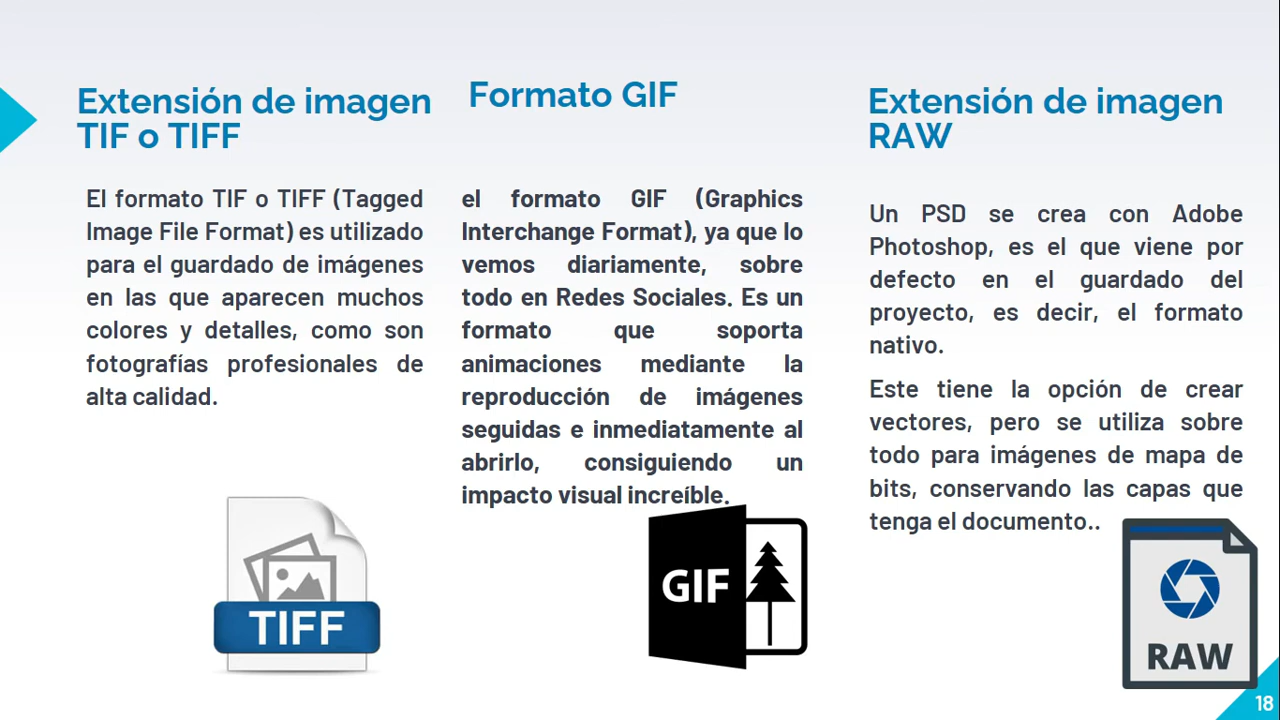 Extensión de imagen
TIF o TIFF
El formato TIF o TIFF (Tagged
Image File Format) es utilizado
para el guardado de imágenes
en las que aparecen muchos
colores y detalles, como son
fotografías profesionales de
alta calidad.
TIFF
Formato GIF
el formato GIF (Graphics
Interchange Format), ya que lo
vemos diariamente, sobre
todo en Redes Sociales. Es un
formato que soporta
animaciones mediante la
reproducción de imágenes
seguidas e inmediatamente al
abrirlo, consiguiendo un
impacto visual increíble.
GIF
Extensión de imagen
RAW
Un PSD se crea con Adobe
Photoshop, es el que viene por
defecto en el guardado del
proyecto, es decir, el formato
nativo.
Este tiene la opción de crear
vectores, pero se utiliza sobre
todo para imágenes de mapa de
bits, conservando las capas que
tenga el documento..
RAW
18